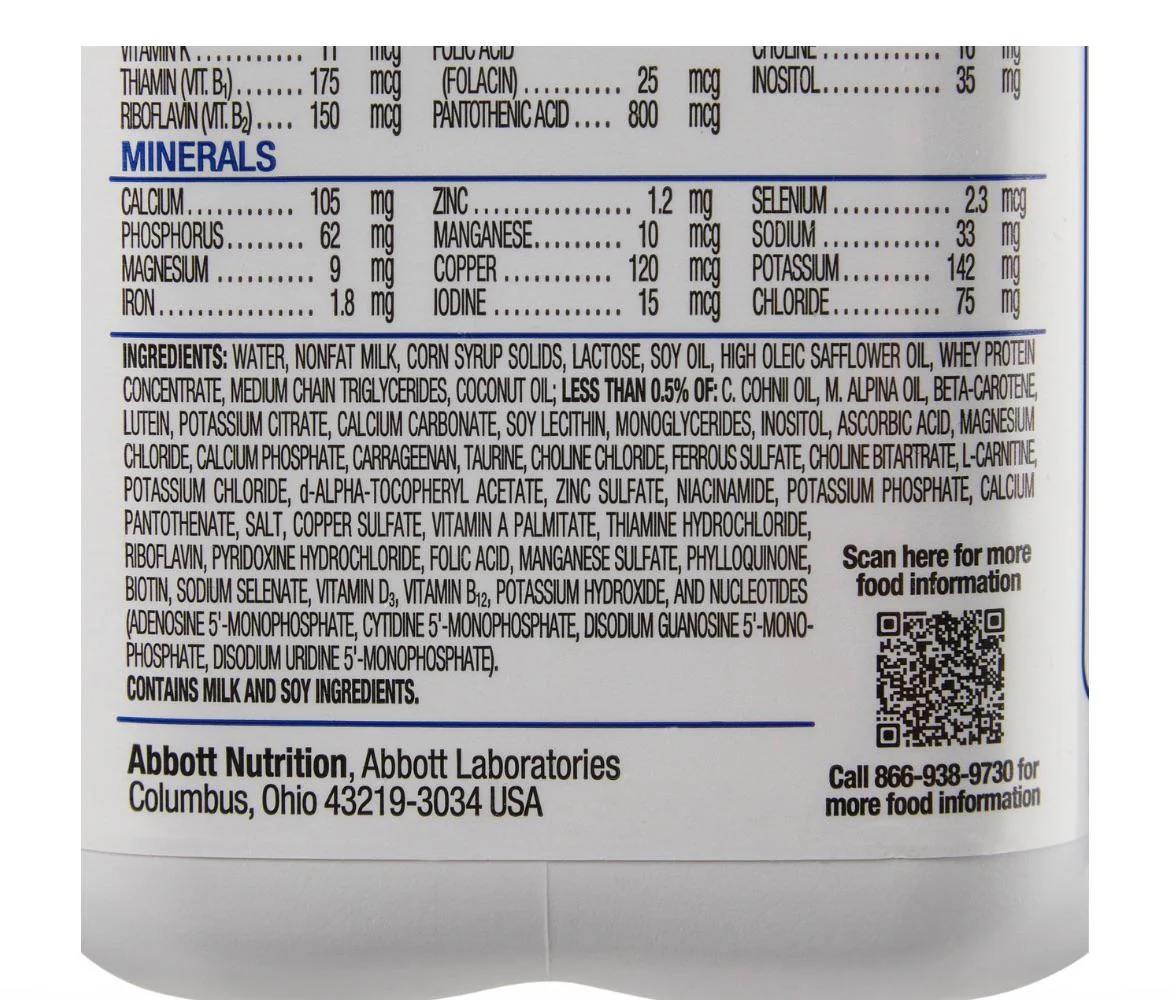 VITAMIN K ........... 11 mcg FOLIC ACID CHOLINE ............ 16 mg
THIAMIN (VIT. B₁) ....... 175 mcg (FOLACIN) .......... 25 mcg INOSITOL............ 35 mg
RIBOFLAVIN (VIT. B₂) .... 150 mcg PANTOTHENIC ACID .... 800 mcg
MINERALS
CALCIUM ........... 105 mg ZINC ................ 1.2 mg SELENIUM ............ 2.3 mcg
PHOSPHORUS ........ 62 mg MANGANESE......... 10 mcg SODIUM ............. 33 mg
MAGNESIUM .......... 9 mg COPPER ........... 120 mcg POTASSIUM......... 142 mg
IRON ................ 1.8 mg IODINE ............ 15 mcg CHLORIDE ........... 75 mg
INGREDIENTS: WATER, NONFAT MILK, CORN SYRUP SOLIDS, LACTOSE, SOY OIL, HIGH OLEIC SAFFLOWER OIL, WHEY PROTEIN
CONCENTRATE, MEDIUM CHAIN TRIGLYCERIDES, COCONUT OIL; LESS THAN 0.5% OF: C. COHNII OIL, M. ALPINA OIL, BETA-CAROTENE,
LUTEIN, POTASSIUM CITRATE, CALCIUM CARBONATE, SOY LECITHIN, MONOGLYCERIDES, INOSITOL, ASCORBIC ACID, MAGNESIUM
CHLORIDE, CALCIUM PHOSPHATE, CARRAGEENAN, TAURINE, CHOLINE CHLORIDE, FERROUS SULFATE, CHOLINE BITARTRATE, L-CARNITINE,
POTASSIUM CHLORIDE, d-ALPHA-TOCOPHERYL ACETATE, ZINC SULFATE, NIACINAMIDE, POTASSIUM PHOSPHATE, CALCIUM
PANTOTHENATE, SALT, COPPER SULFATE, VITAMIN A PALMITATE, THIAMINE HYDROCHLORIDE,
RIBOFLAVIN, PYRIDOXINE HYDROCHLORIDE, FOLIC ACID, MANGANESE SULFATE, PHYLLOQUINONE,
BIOTIN, SODIUM SELENATE, VITAMIN D₃, VITAMIN B₁₂, POTASSIUM HYDROXIDE, AND NUCLEOTIDES
(ADENOSINE 5'-MONOPHOSPHATE, CYTIDINE 5'-MONOPHOSPHATE, DISODIUM GUANOSINE 5'-MONO-
PHOSPHATE, DISODIUM URIDINE 5'-MONOPHOSPHATE).
CONTAINS MILK AND SOY INGREDIENTS.
Scan here for more
food information
Abbott Nutrition, Abbott Laboratories
Columbus, Ohio 43219-3034 USA
Call 866-938-9730 for
more food information